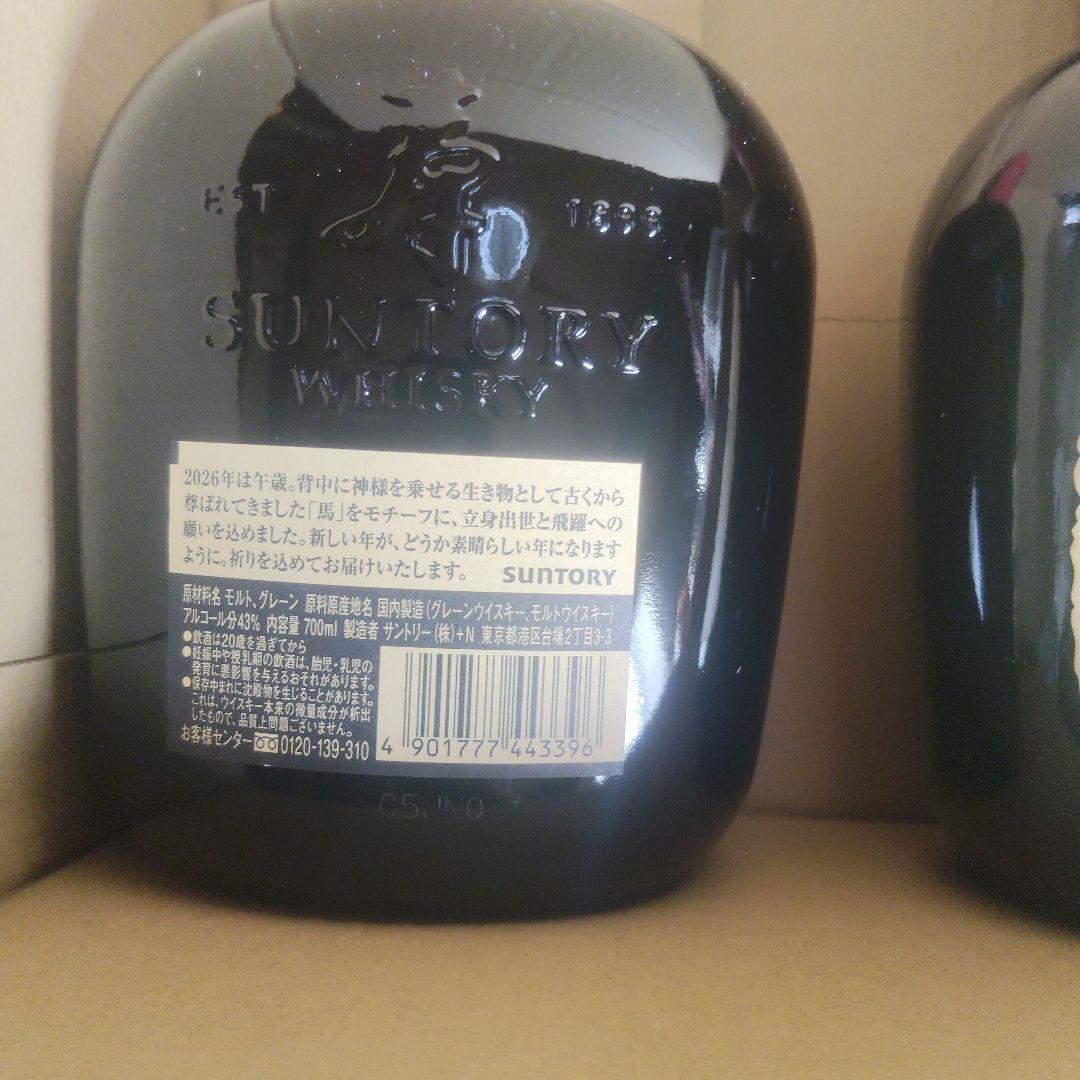 寿
EST 1899
SUNTORY
WHISKY
2026年は午歳。背中に神様を乗せる生き物として古くから
尊ばれてきました「馬」をモチーフに、立身出世と飛躍への
願いを込めました。新しい年が、どうか素晴らしい年になります
ように。祈りを込めてお届けいたします。 SUNTORY
原材料名 モルト、グレーン 原料原産地名 国内製造(グレーンウイスキー、モルトウイスキー)
アルコール分43% 内容量 700ml 製造者 サントリー(株)+N 東京都港区台場2丁目3-3
●飲酒は20歳を過ぎてから
●妊娠中や授乳期の飲酒は、胎児・乳児の
発育に悪影響を与えるおそれがあります。
●保存中まれに沈殿物を生じることがあります。
これは、ウイスキー本来の微量成分が析出
したもので、品質上問題ございません。
お客様センター 0120-139-310
4 901777 443396